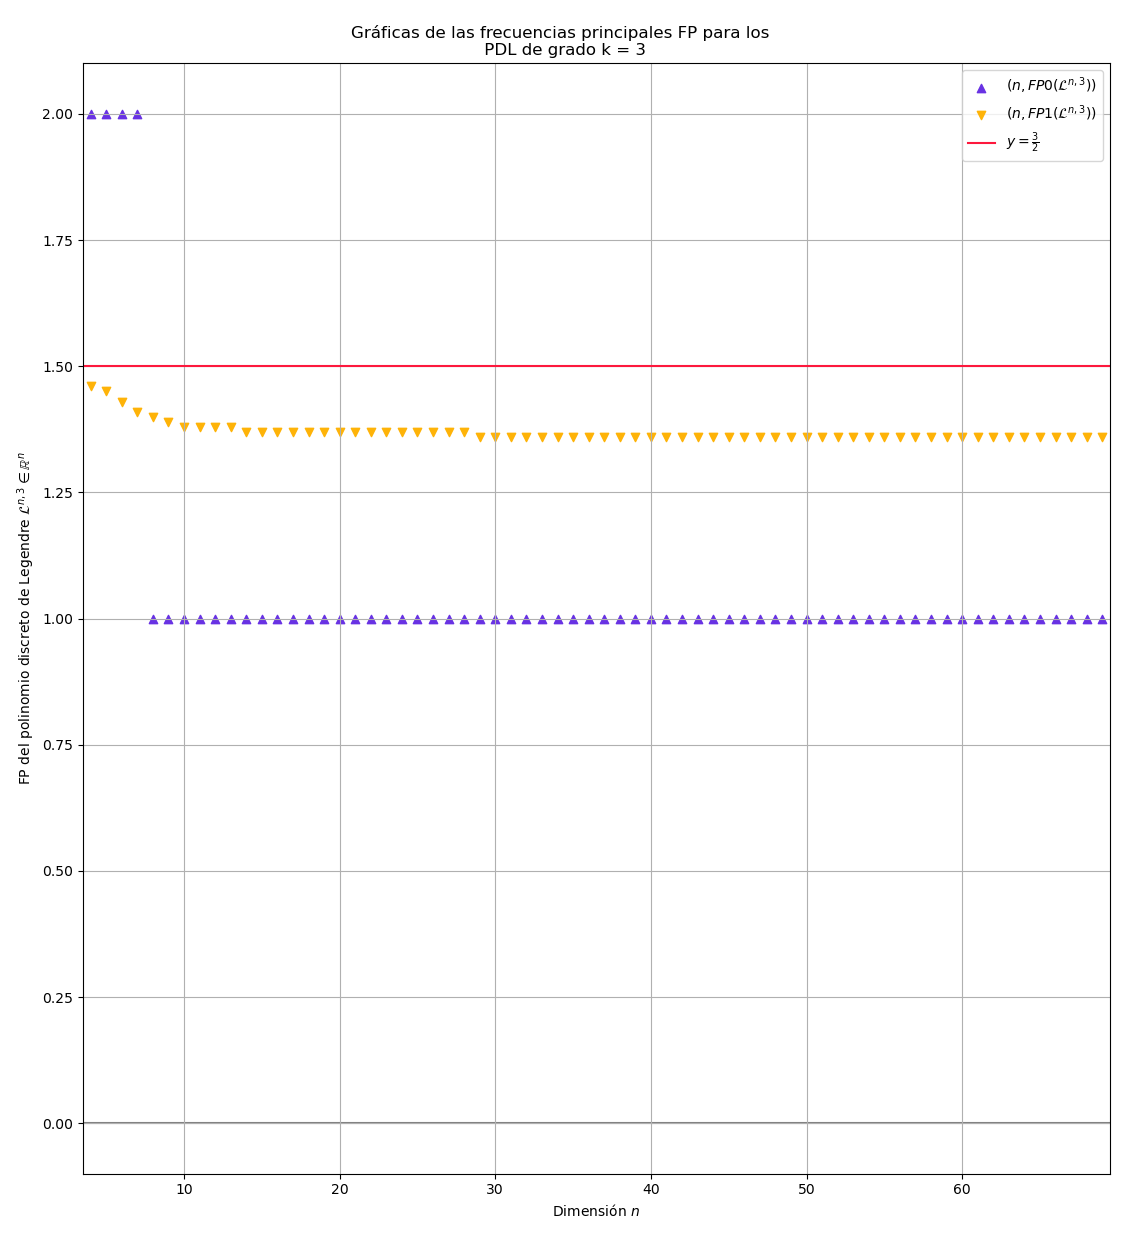 Gráficas de las frecuencias principales FP para los
PDL de grado k = 3
(n, FP0(ℒ^{n,3}))
(n, FP1(ℒ^{n,3}))
y = 3/2
2.00
1.75
1.50
1.25
1.00
0.75
0.50
0.25
0.00
FP del polinomio discreto de Legendre ℒ^{n,3} ∈ ℝ^n
10 20 30 40 50 60
Dimensión n